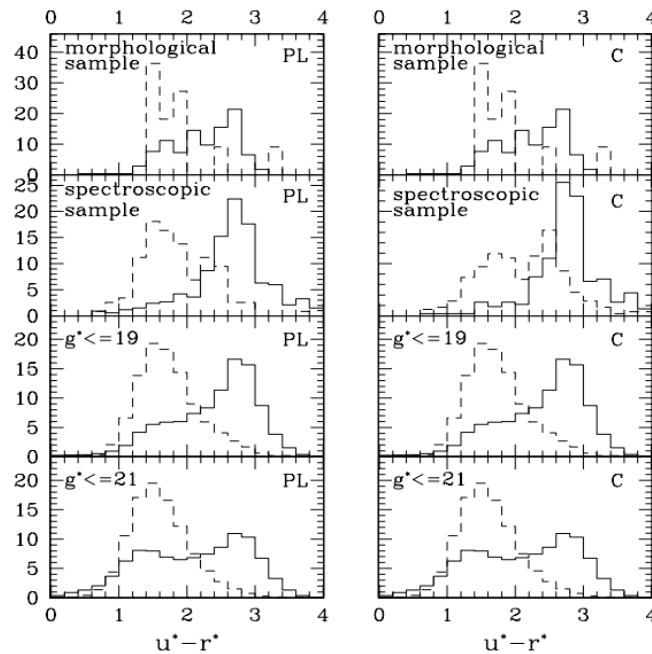 0 1 2 3 4 0 1 2 3 4
40 30 20 10 0 morphological sample PL morphological sample C
25 20 15 10 5 0 spectroscopic sample PL spectroscopic sample C
20 15 10 5 0 g*<=19 PL g*<=19 C
20 15 10 5 0 g*<=21 PL g*<=21 C
0 1 2 3 4 0 1 2 3 4
u*-r* u*-r*